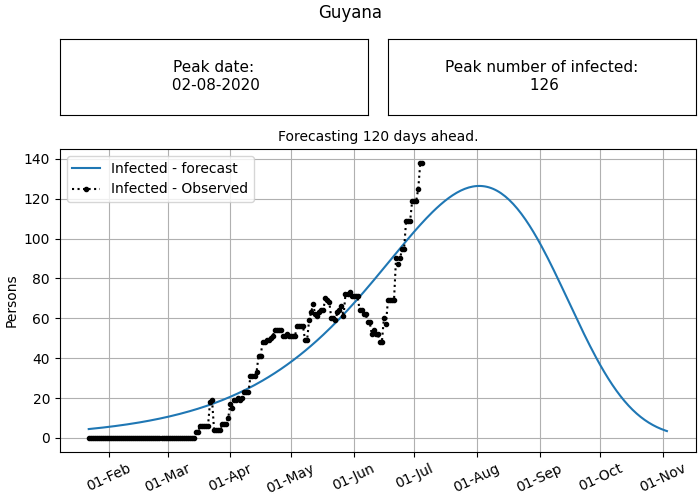 Guyana
Peak date:
02-08-2020
Peak number of infected:
126
Forecasting 120 days ahead.
Infected - forecast
Infected - Observed
Persons
140
120
100
80
60
40
20
0
01-Feb
01-Mar
01-Apr
01-May
01-Jun
01-Jul
01-Aug
01-Sep
01-Oct
01-Nov